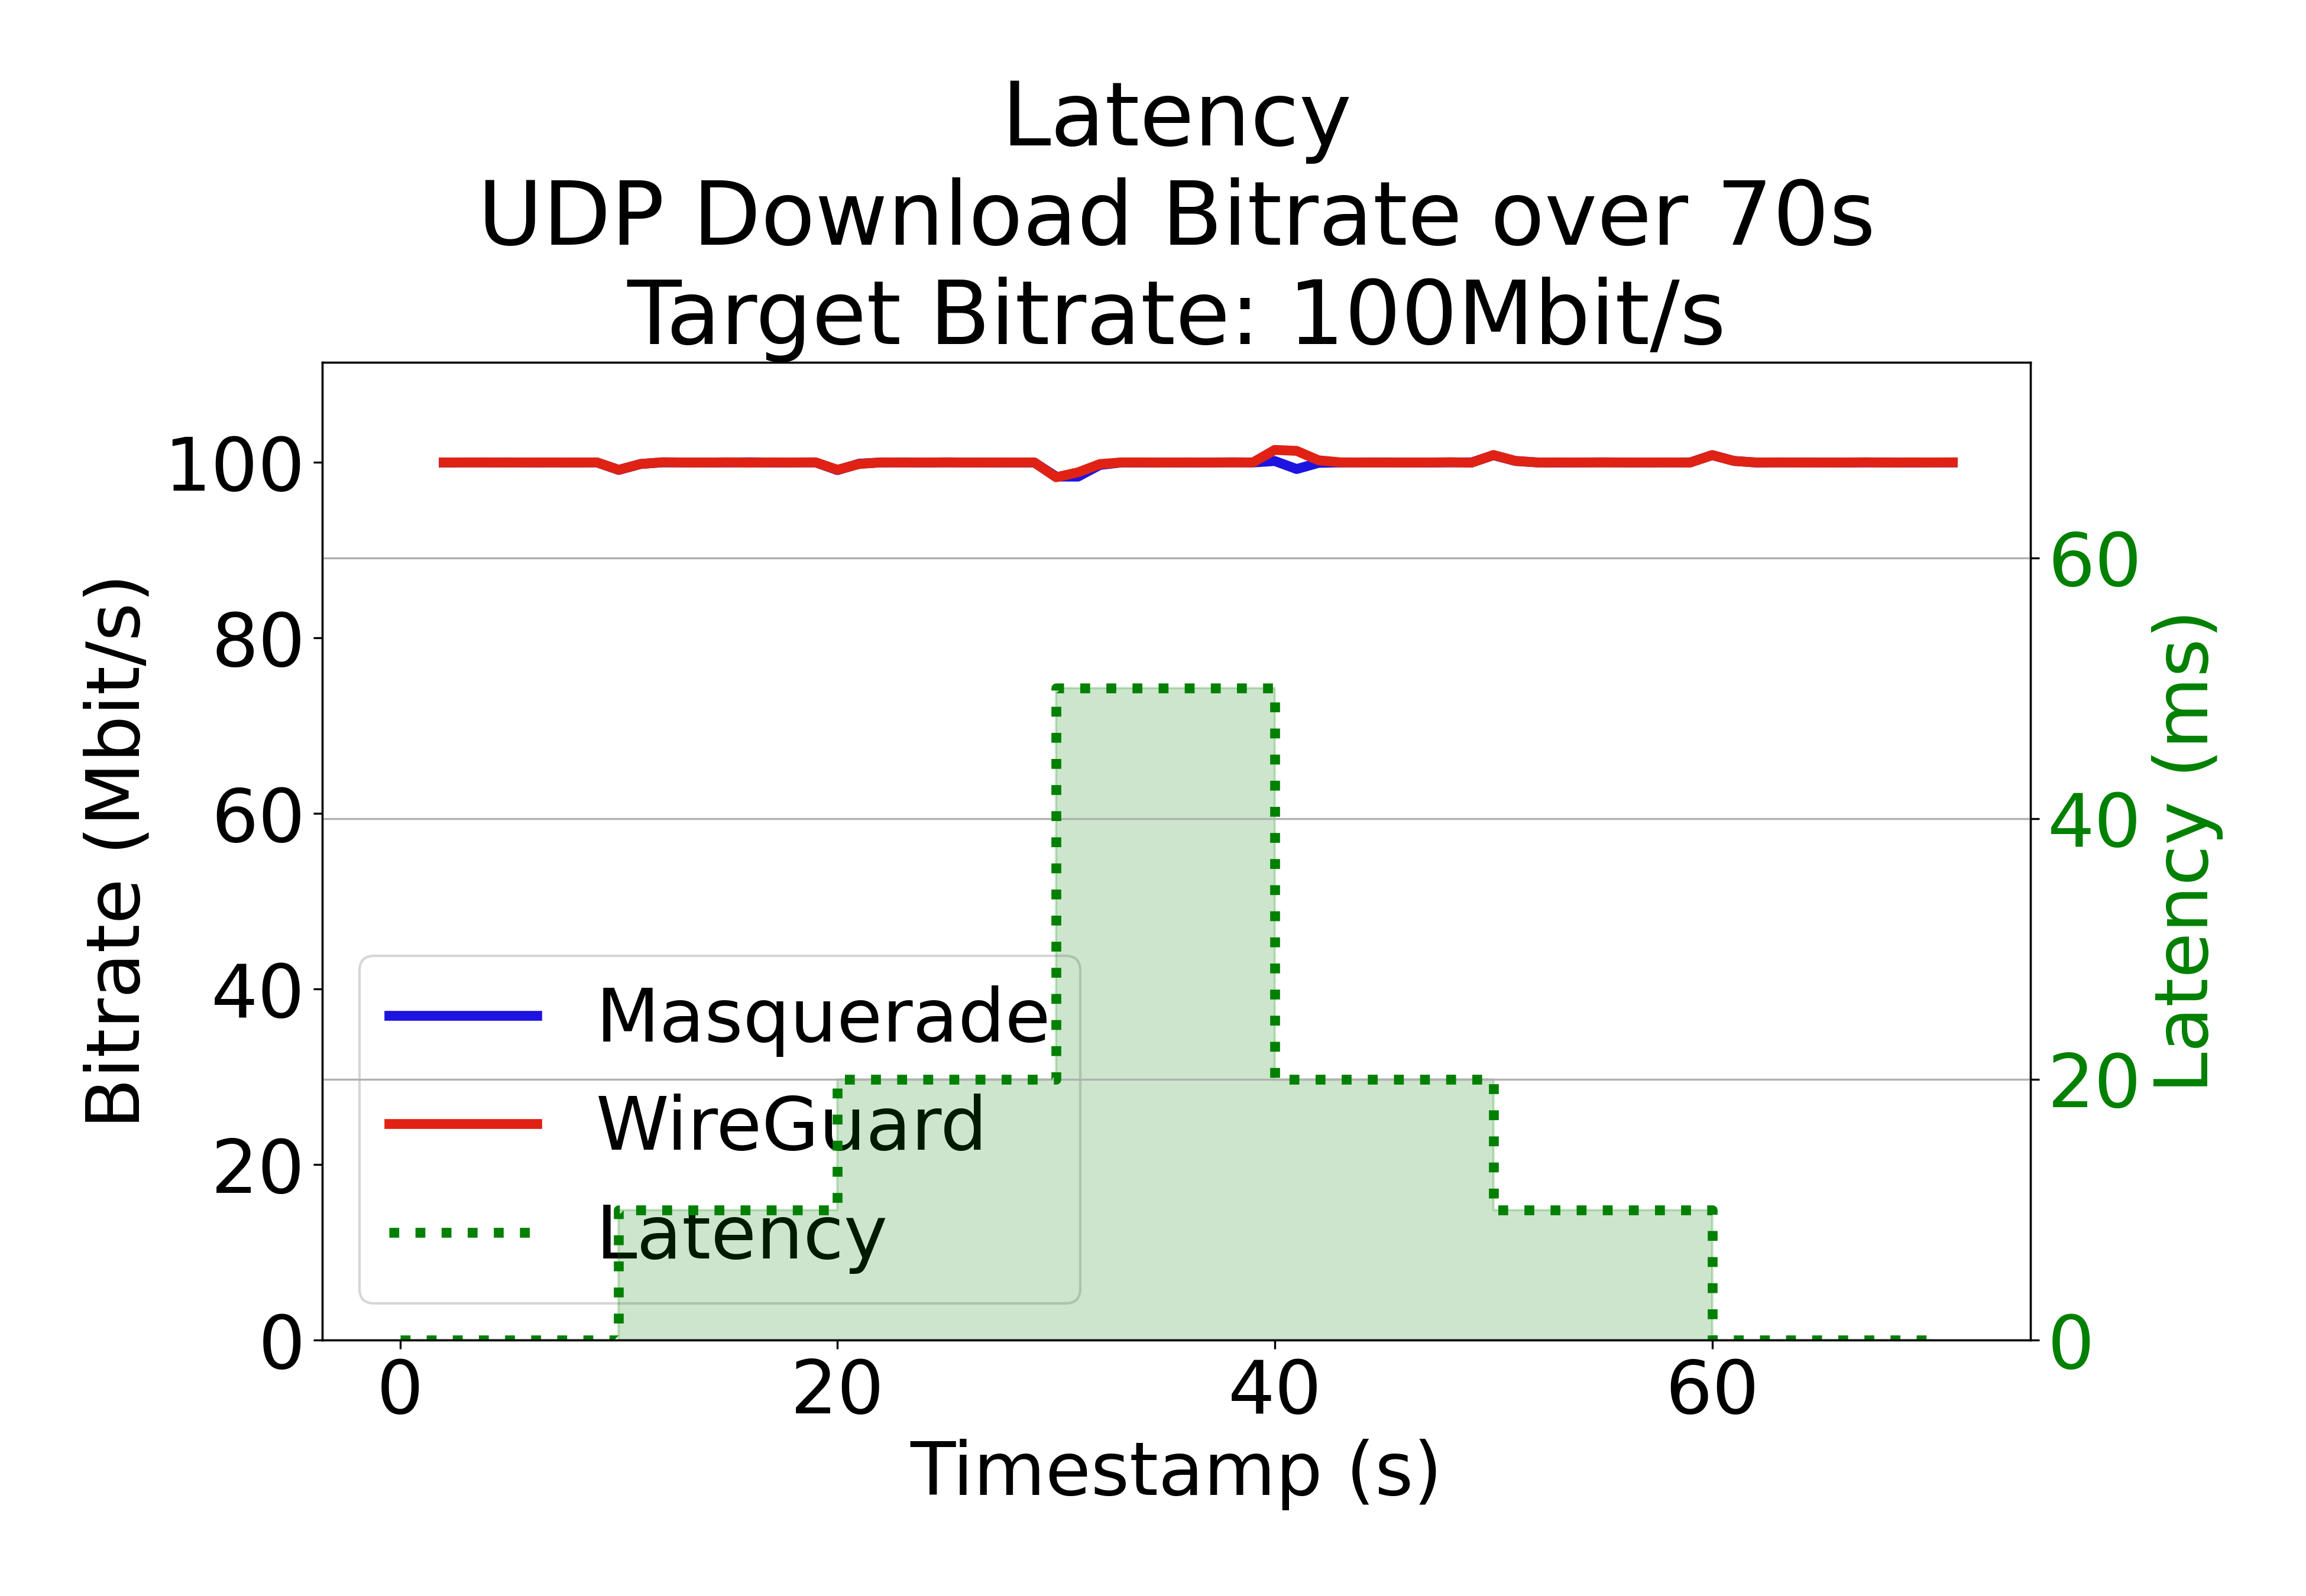 Latency
UDP Download Bitrate over 70s
Target Bitrate: 100Mbit/s
Bitrate (Mbit/s)
100
80
60
40
20
0
Masquerade
WireGuard
Latency
60
40
20
0
Latency (ms)
0 20 40 60
Timestamp (s)